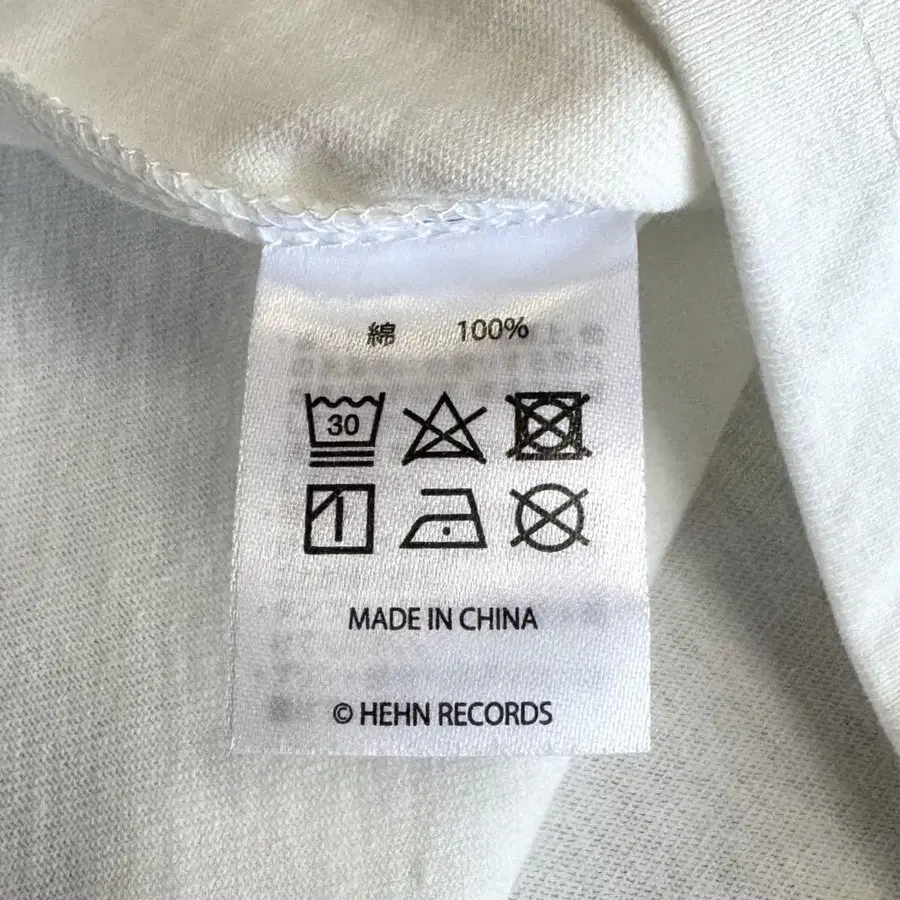 綿 100%
30
MADE IN CHINA
© HEHN RECORDS